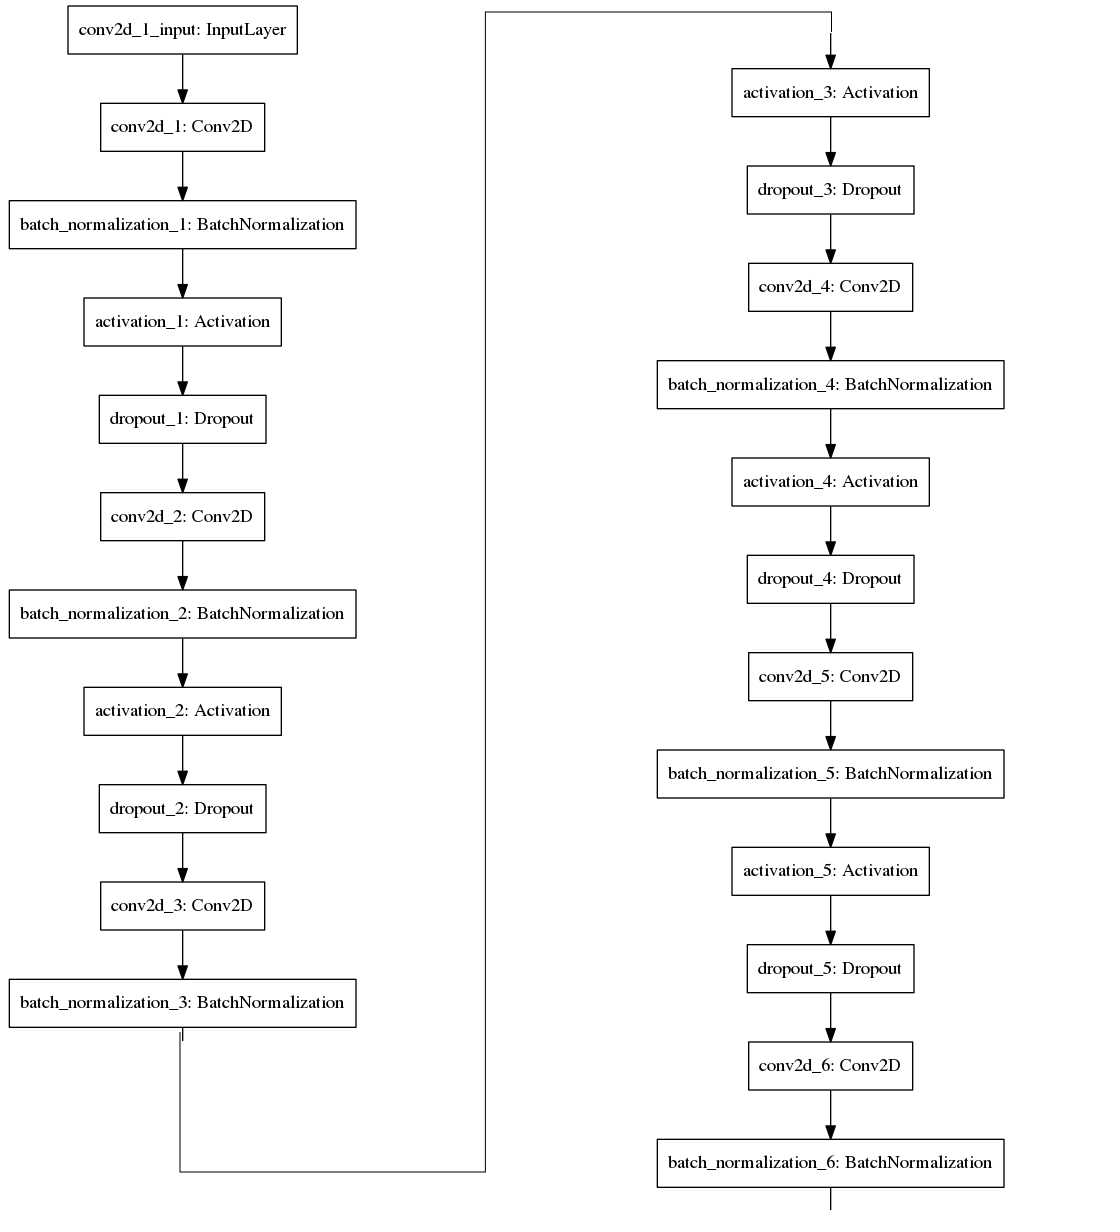 conv2d_1_input: InputLayer
conv2d_1: Conv2D
batch_normalization_1: BatchNormalization
activation_1: Activation
dropout_1: Dropout
conv2d_2: Conv2D
batch_normalization_2: BatchNormalization
activation_2: Activation
dropout_2: Dropout
conv2d_3: Conv2D
batch_normalization_3: BatchNormalization
activation_3: Activation
dropout_3: Dropout
conv2d_4: Conv2D
batch_normalization_4: BatchNormalization
activation_4: Activation
dropout_4: Dropout
conv2d_5: Conv2D
batch_normalization_5: BatchNormalization
activation_5: Activation
dropout_5: Dropout
conv2d_6: Conv2D
batch_normalization_6: BatchNormalization